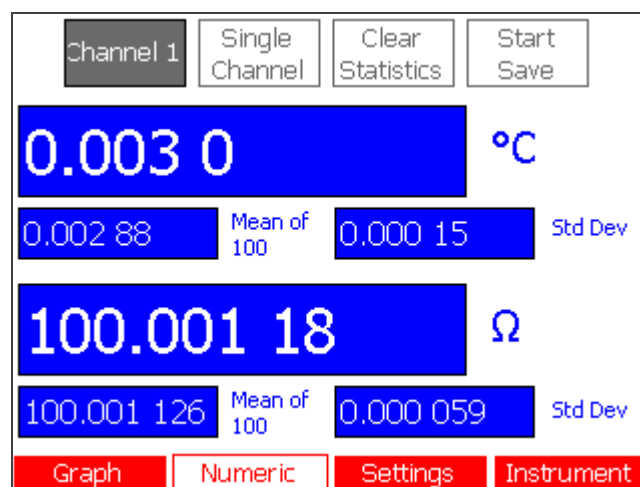 Channel 1
Single Channel
Clear Statistics
Start Save
0.003 0 °C
0.002 88 Mean of 100 0.000 15 Std Dev
100.001 18 Ω
100.001 126 Mean of 100 0.000 059 Std Dev
Graph Numeric Settings Instrument